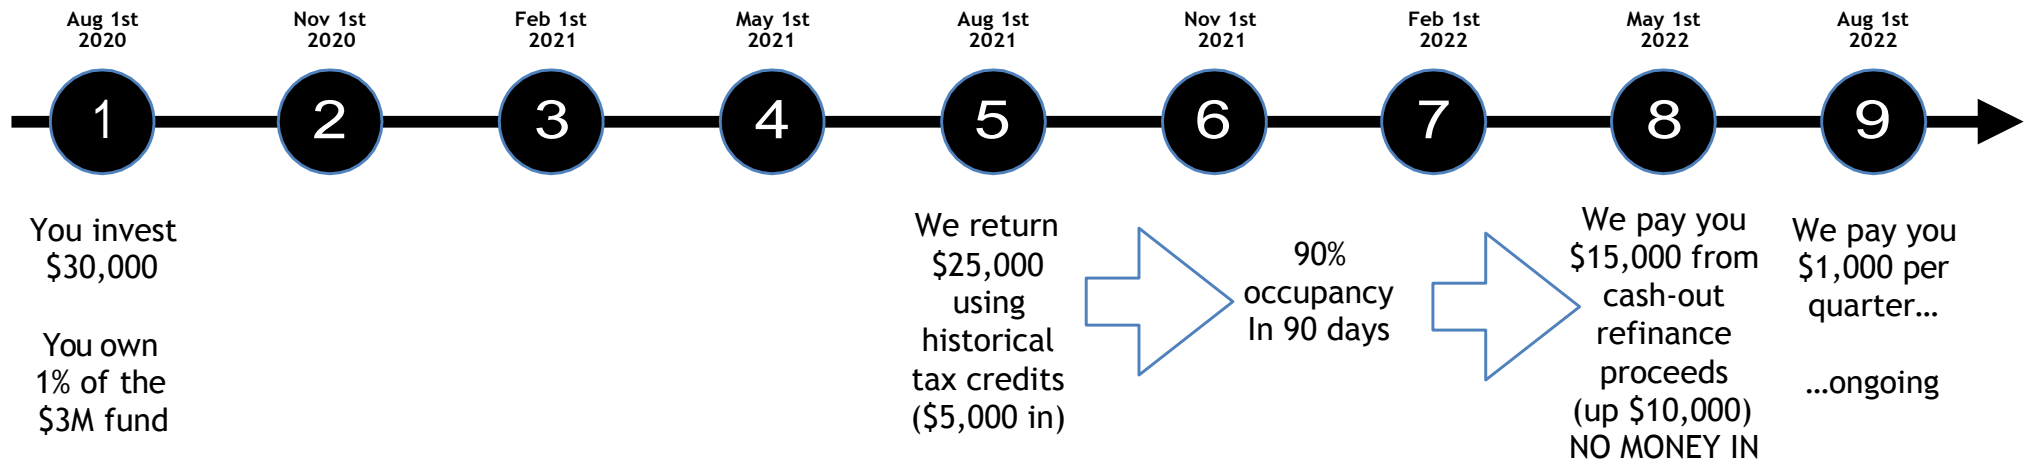 Aug 1st
2020
Nov 1st
2020
Feb 1st
2021
May 1st
2021
Aug 1st
2021
Nov 1st
2021
Feb 1st
2022
May 1st
2022
Aug 1st
2022
1
2
3
4
5
6
7
8
9
You invest
$30,000
You own
1% of the
$3M fund
We return
$25,000
using
historical
tax credits
($5,000 in)
90%
occupancy
In 90 days
We pay you
$15,000 from
cash-out
refinance
proceeds
(up $10,000)
NO MONEY IN
We pay you
$1,000 per
quarter…
…ongoing